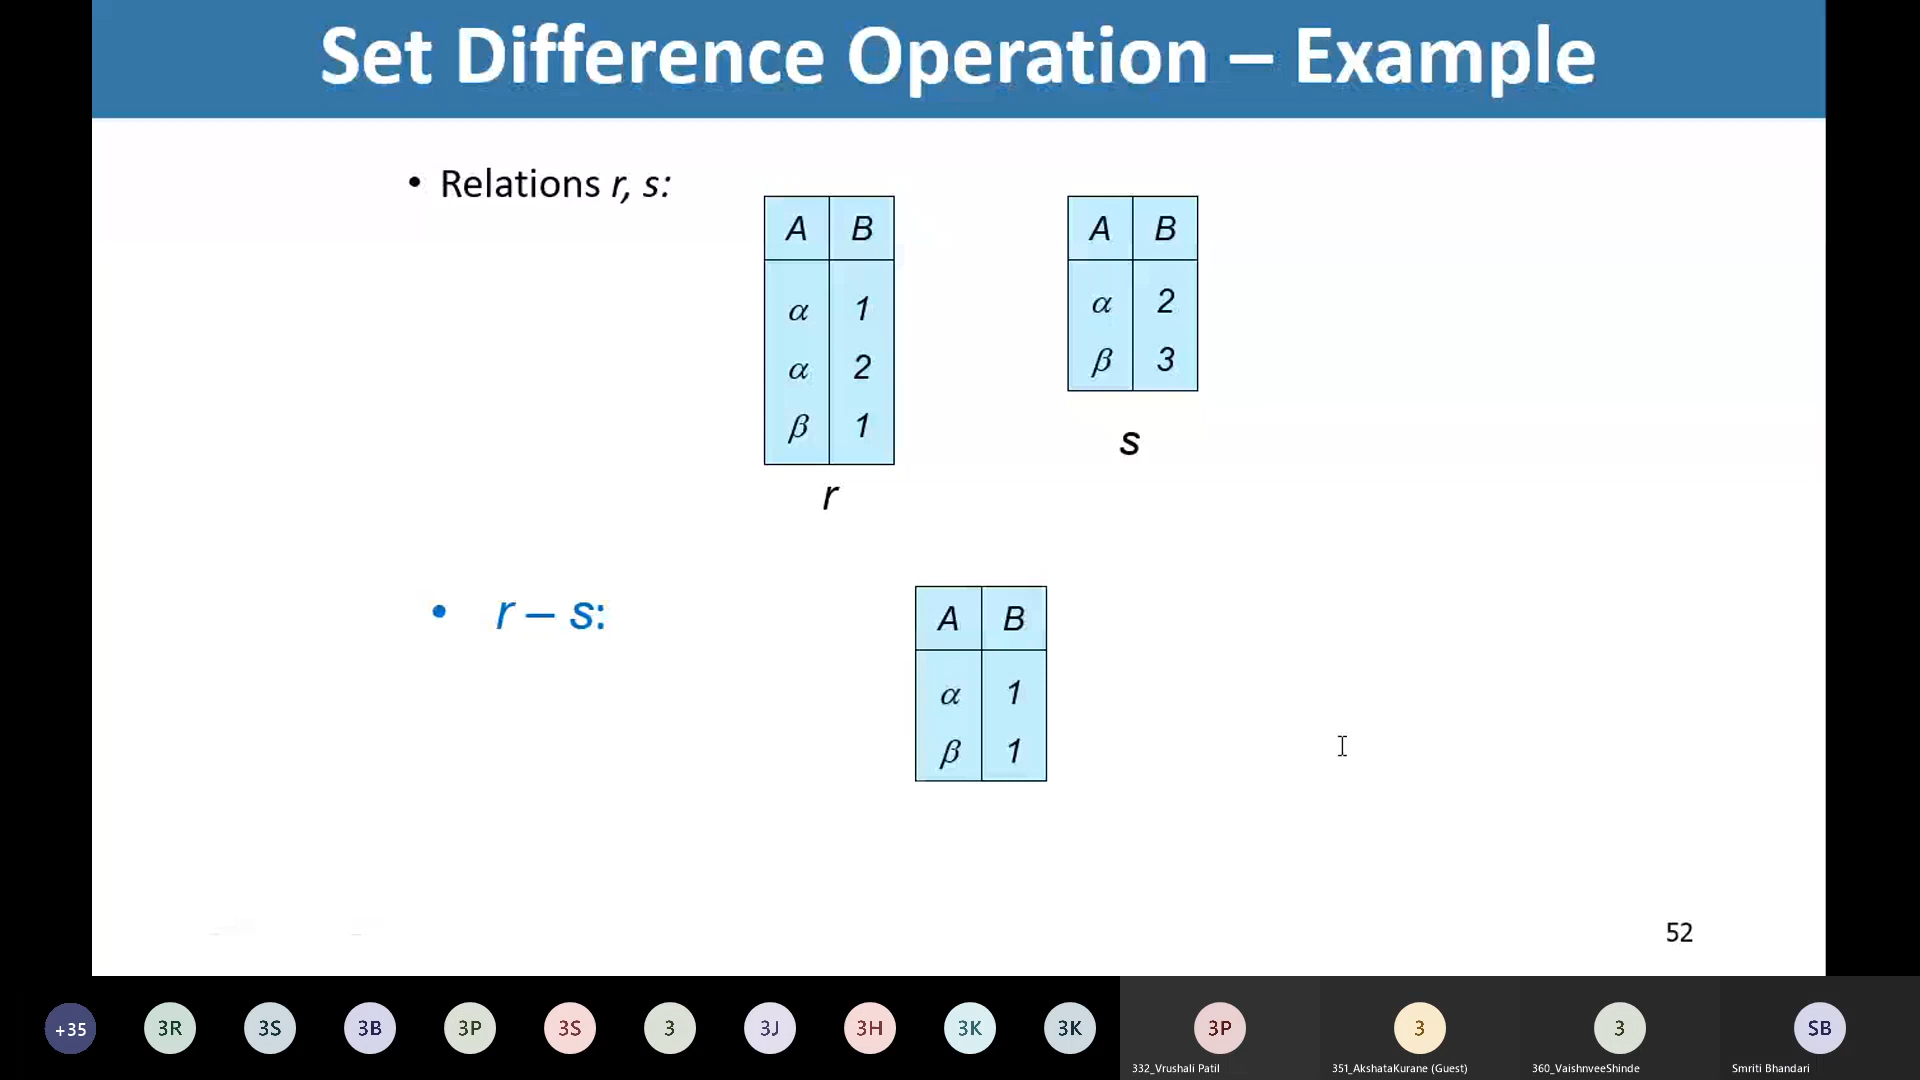 Set Difference Operation – Example
• Relations r, s:
A B
α 1
α 2
β 1
r
A B
α 2
β 3
s
• r – s:
A B
α 1
β 1
52
+35 3R 3S 3B 3P 3S 3 3J 3H 3K 3K 3P 3 3 SB
332_Vrushali Patil 351_AkshataKurane (Guest) 360_VaishnveeShinde Smriti Bhandari